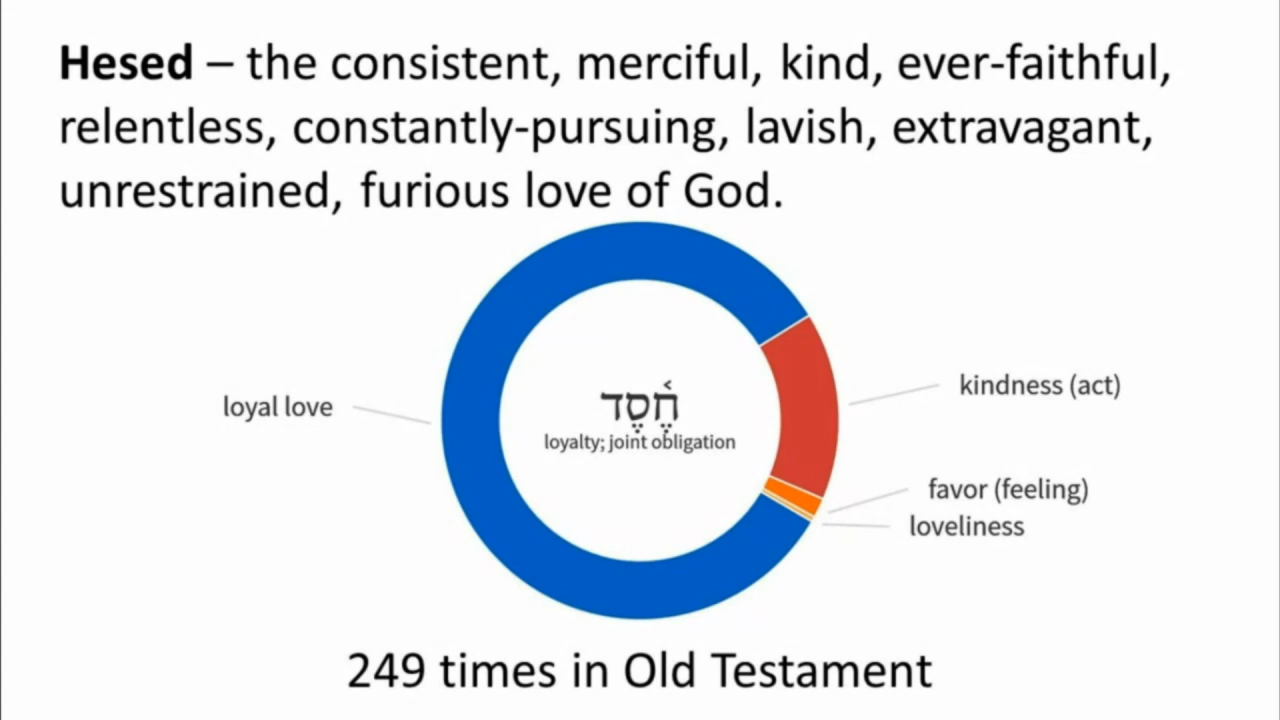 Hesed – the consistent, merciful, kind, ever-faithful,
relentless, constantly-pursuing, lavish, extravagant,
unrestrained, furious love of God.
kindness (act)
loyal love
חֶ֫סֶד
loyalty; joint obligation
favor (feeling)
loveliness
249 times in Old Testament